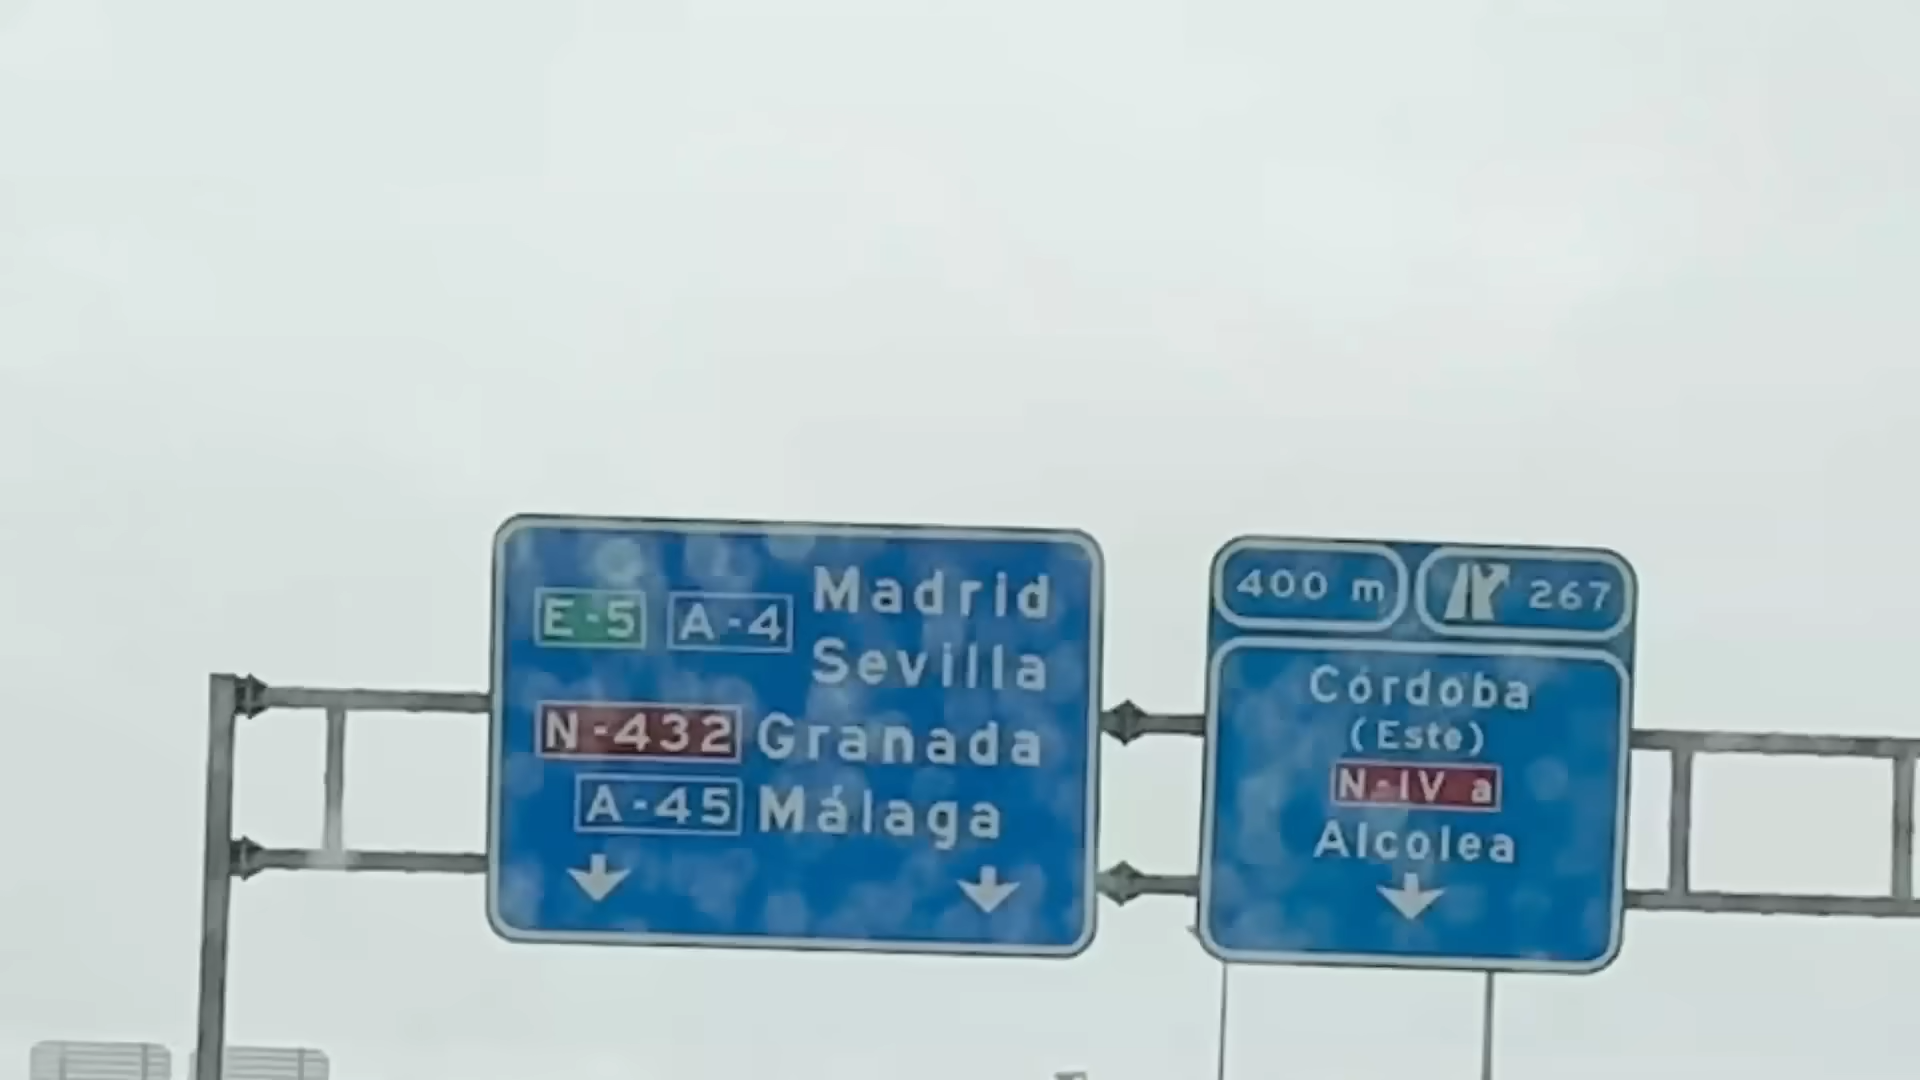 E-5 A-4 Madrid
Sevilla
N-432 Granada
A-45 Málaga
400 m 267
Córdoba
(Este)
N-IV a
Alcolea